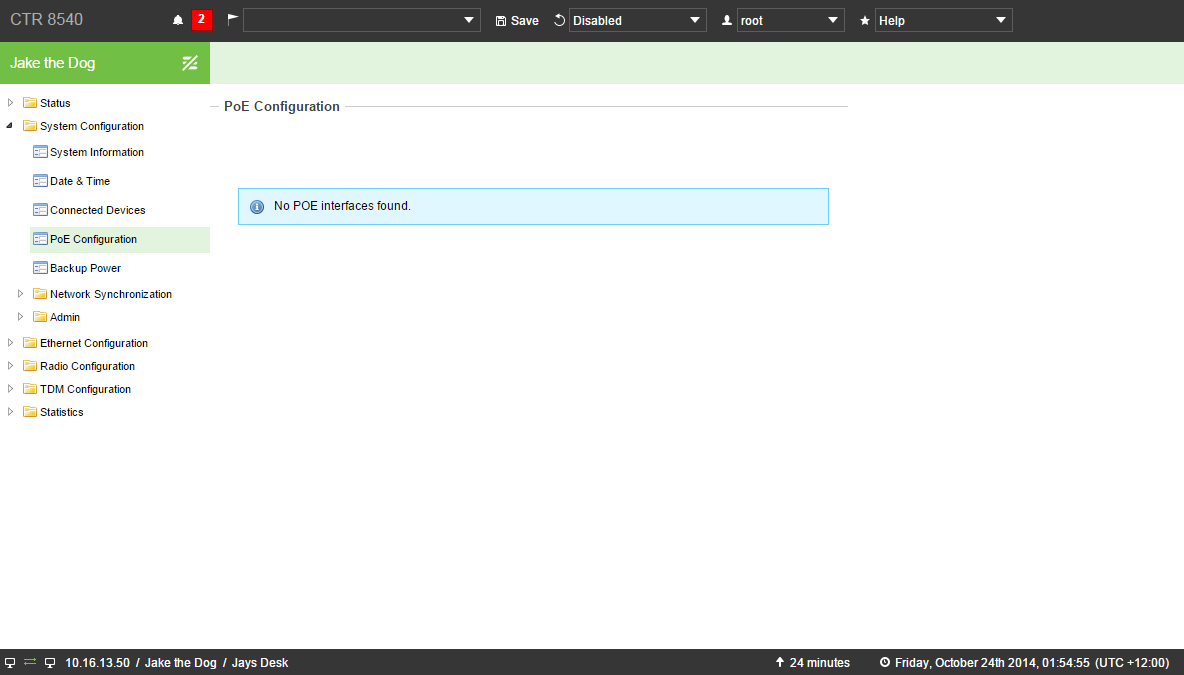 CTR 8540 2 Save Disabled root Help
Jake the Dog
Status
System Configuration
System Information
Date & Time
Connected Devices
PoE Configuration
Backup Power
Network Synchronization
Admin
Ethernet Configuration
Radio Configuration
TDM Configuration
Statistics
PoE Configuration
No POE interfaces found.
10.16.13.50 / Jake the Dog / Jays Desk 24 minutes Friday, October 24th 2014, 01:54:55 (UTC +12:00)